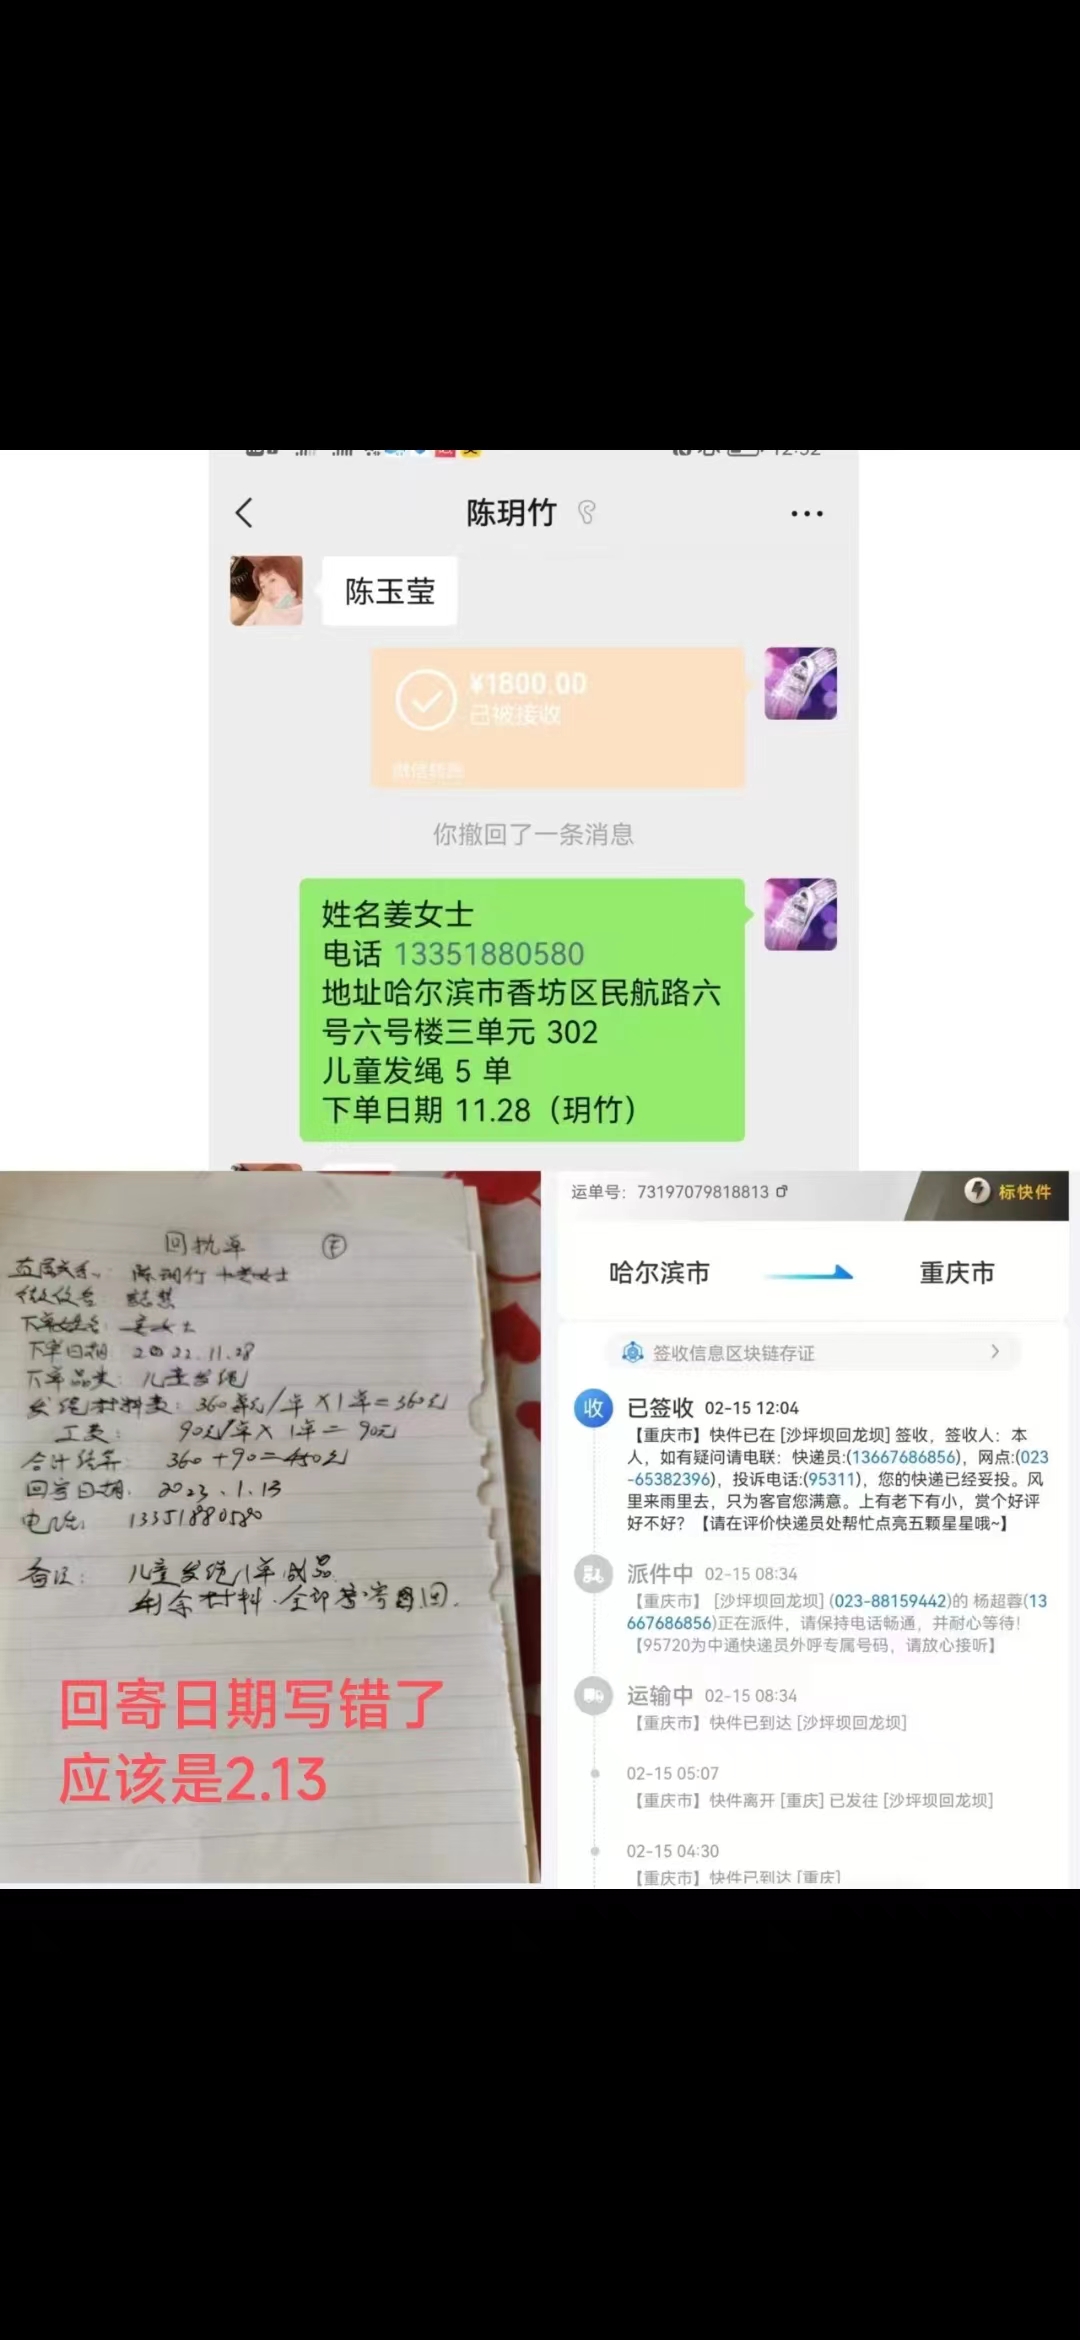 12:52
陈玥竹
陈玉莹
¥1800.00
已被接收
微信转账
你撤回了一条消息
姓名姜女士
电话 13351880580
地址哈尔滨市香坊区民航路六
号六号楼三单元 302
儿童发绳 5 单
下单日期 11.28（玥竹）
回执单
直属关系: 陈玥竹十姜女士
微信名:
下单姓名: 姜女士
下单日期: 2022.11.28
下单品类: 儿童发绳
发绳材料费: 360元/单×1单=360元
工费: 90元/单×1单=90元
合计结算: 360+90=450元
回寄日期: 2023.1.13
电话: 13351880580
备注: 儿童发绳1单成品
剩余材料.全部寄回.
回寄日期写错了
应该是2.13
运单号：73197079818813
标快件
哈尔滨市
重庆市
签收信息区块链存证
收
已签收 02-15 12:04
【重庆市】快件已在 [沙坪坝回龙坝] 签收，签收人：本
人，如有疑问请电联：快递员:(13667686856)，网点:(023
-65382396)，投诉电话:(95311)，您的快递已经妥投。风
里来雨里去，只为客官您满意。上有老下有小，赏个好评
好不好？【请在评价快递员处帮忙点亮五颗星星哦~】
派件中 02-15 08:34
【重庆市】 [沙坪坝回龙坝] (023-88159442)的 杨超蓉(13
667686856)正在派件，请保持电话畅通，并耐心等待！
【95720为中通快递员外呼专属号码，请放心接听】
运输中 02-15 08:34
【重庆市】快件已到达 [沙坪坝回龙坝]
02-15 05:07
【重庆市】快件离开 [重庆] 已发往 [沙坪坝回龙坝]
02-15 04:30
【重庆市】快件已到达 [重庆]